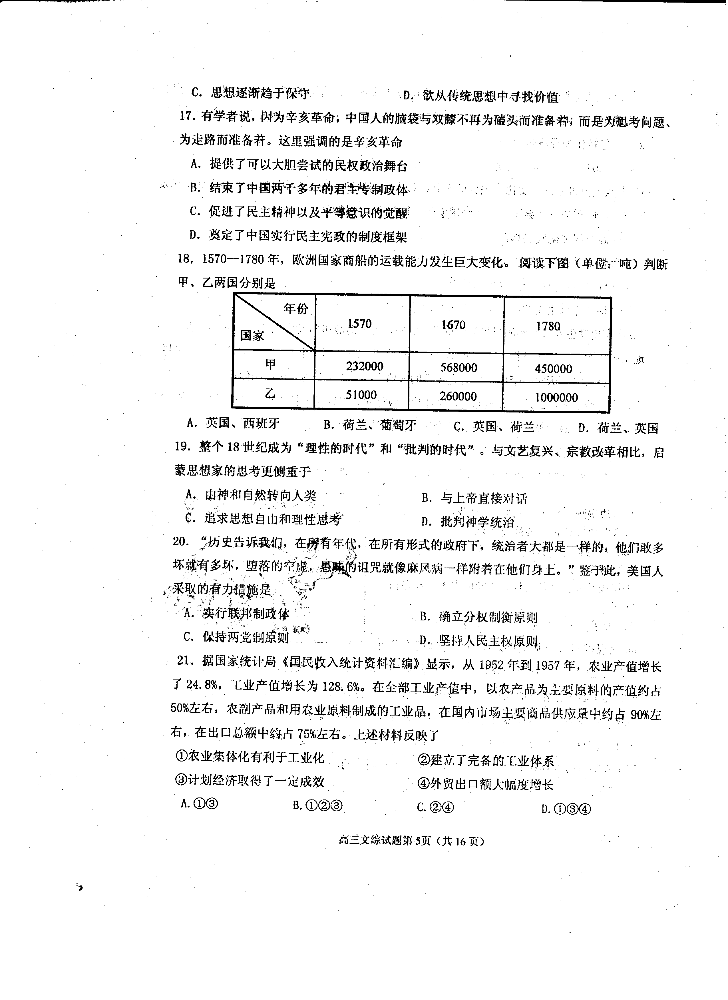 C. 思想逐渐趋于保守 D. 欲从传统思想中寻找价值
17. 有学者说，因为辛亥革命，中国人的脑袋与双膝不再为磕头而准备着，而是为思考问题、
为走路而准备着。这里强调的是辛亥革命
A. 提供了可以大胆尝试的民权政治舞台
B. 结束了中国两千多年的君主专制政体
C. 促进了民主精神以及平等意识的觉醒
D. 奠定了中国实行民主宪政的制度框架
18. 1570—1780 年，欧洲国家商船的运载能力发生巨大变化。 阅读下图（单位：吨）判断
甲、乙两国分别是
年份
国家 1570 1670 1780
甲 232000 568000 450000
乙 51000 260000 1000000
A. 英国、西班牙 B. 荷兰、葡萄牙 C. 英国、荷兰 D. 荷兰、英国
19. 整个 18 世纪成为“理性的时代”和“批判的时代”。与文艺复兴、宗教改革相比，启
蒙思想家的思考更侧重于
A. 由神和自然转向人类 B. 与上帝直接对话
C. 追求思想自由和理性思考 D. 批判神学统治
20. “历史告诉我们，在所有年代，在所有形式的政府下，统治者大都是一样的，他们敢多
坏就有多坏，堕落的空虚，愚昧的诅咒就像麻风病一样附着在他们身上。”鉴于此，美国人
采取的有力措施是
A. 实行联邦制政体 B. 确立分权制衡原则
C. 保持两党制原则 D. 坚持人民主权原则
21. 据国家统计局《国民收入统计资料汇编》显示，从 1952 年到 1957 年，农业产值增长
了 24.8%，工业产值增长为 128.6%。在全部工业产值中，以农产品为主要原料的产值约占
50%左右，农副产品和用农业原料制成的工业品，在国内市场主要商品供应量中约占 90%左
右，在出口总额中约占 75%左右。上述材料反映了
①农业集体化有利于工业化 ②建立了完备的工业体系
③计划经济取得了一定成效 ④外贸出口额大幅度增长
A.①③ B.①②③ C.②④ D.①③④
高三文综试题第 5页（共 16 页）